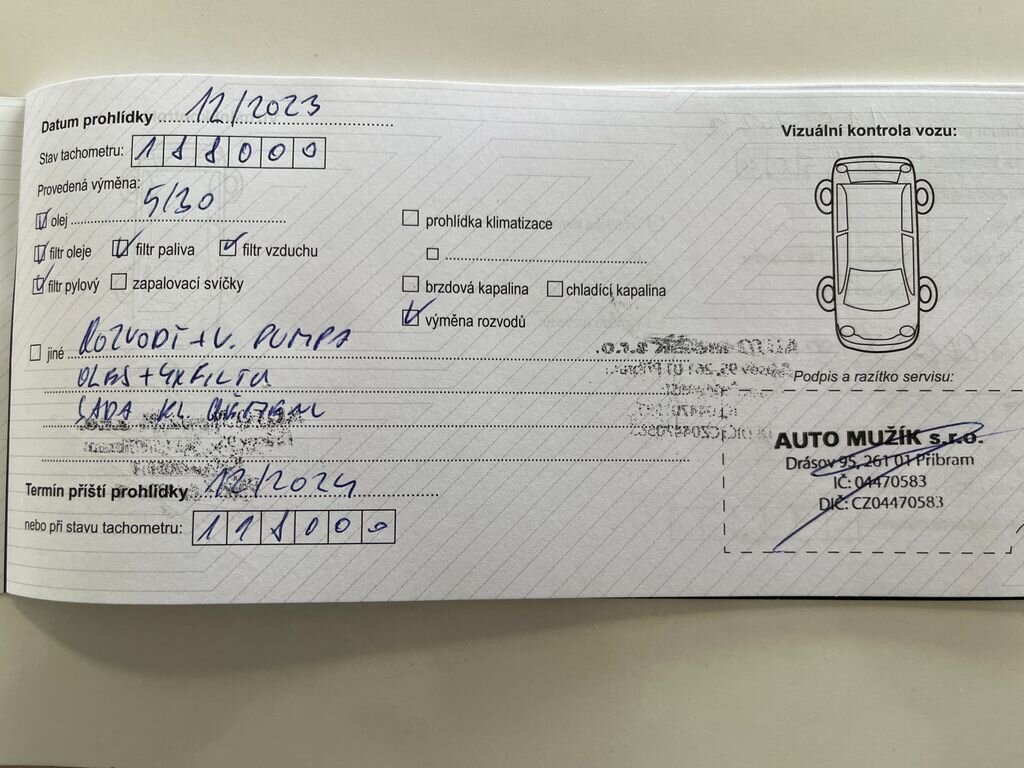 Datum prohlídky 12/2023
Stav tachometru: 188000
Provedená výměna:
olej 5/30
filtr oleje filtr paliva filtr vzduchu
filtr pylový zapalovací svíčky
jiné ROZVODY + V. PUMPA
OLEJ + 4X FILTR
SADA KL.
Termín příští prohlídky 12/2024
nebo při stavu tachometru: 118000
prohlídka klimatizace
brzdová kapalina chladící kapalina
výměna rozvodů
Vizuální kontrola vozu:
Podpis a razítko servisu:
AUTO MUŽÍK s.r.o.
Drásov 95, 261 01 Příbram
IČ: 04470583
DIČ: CZ04470583